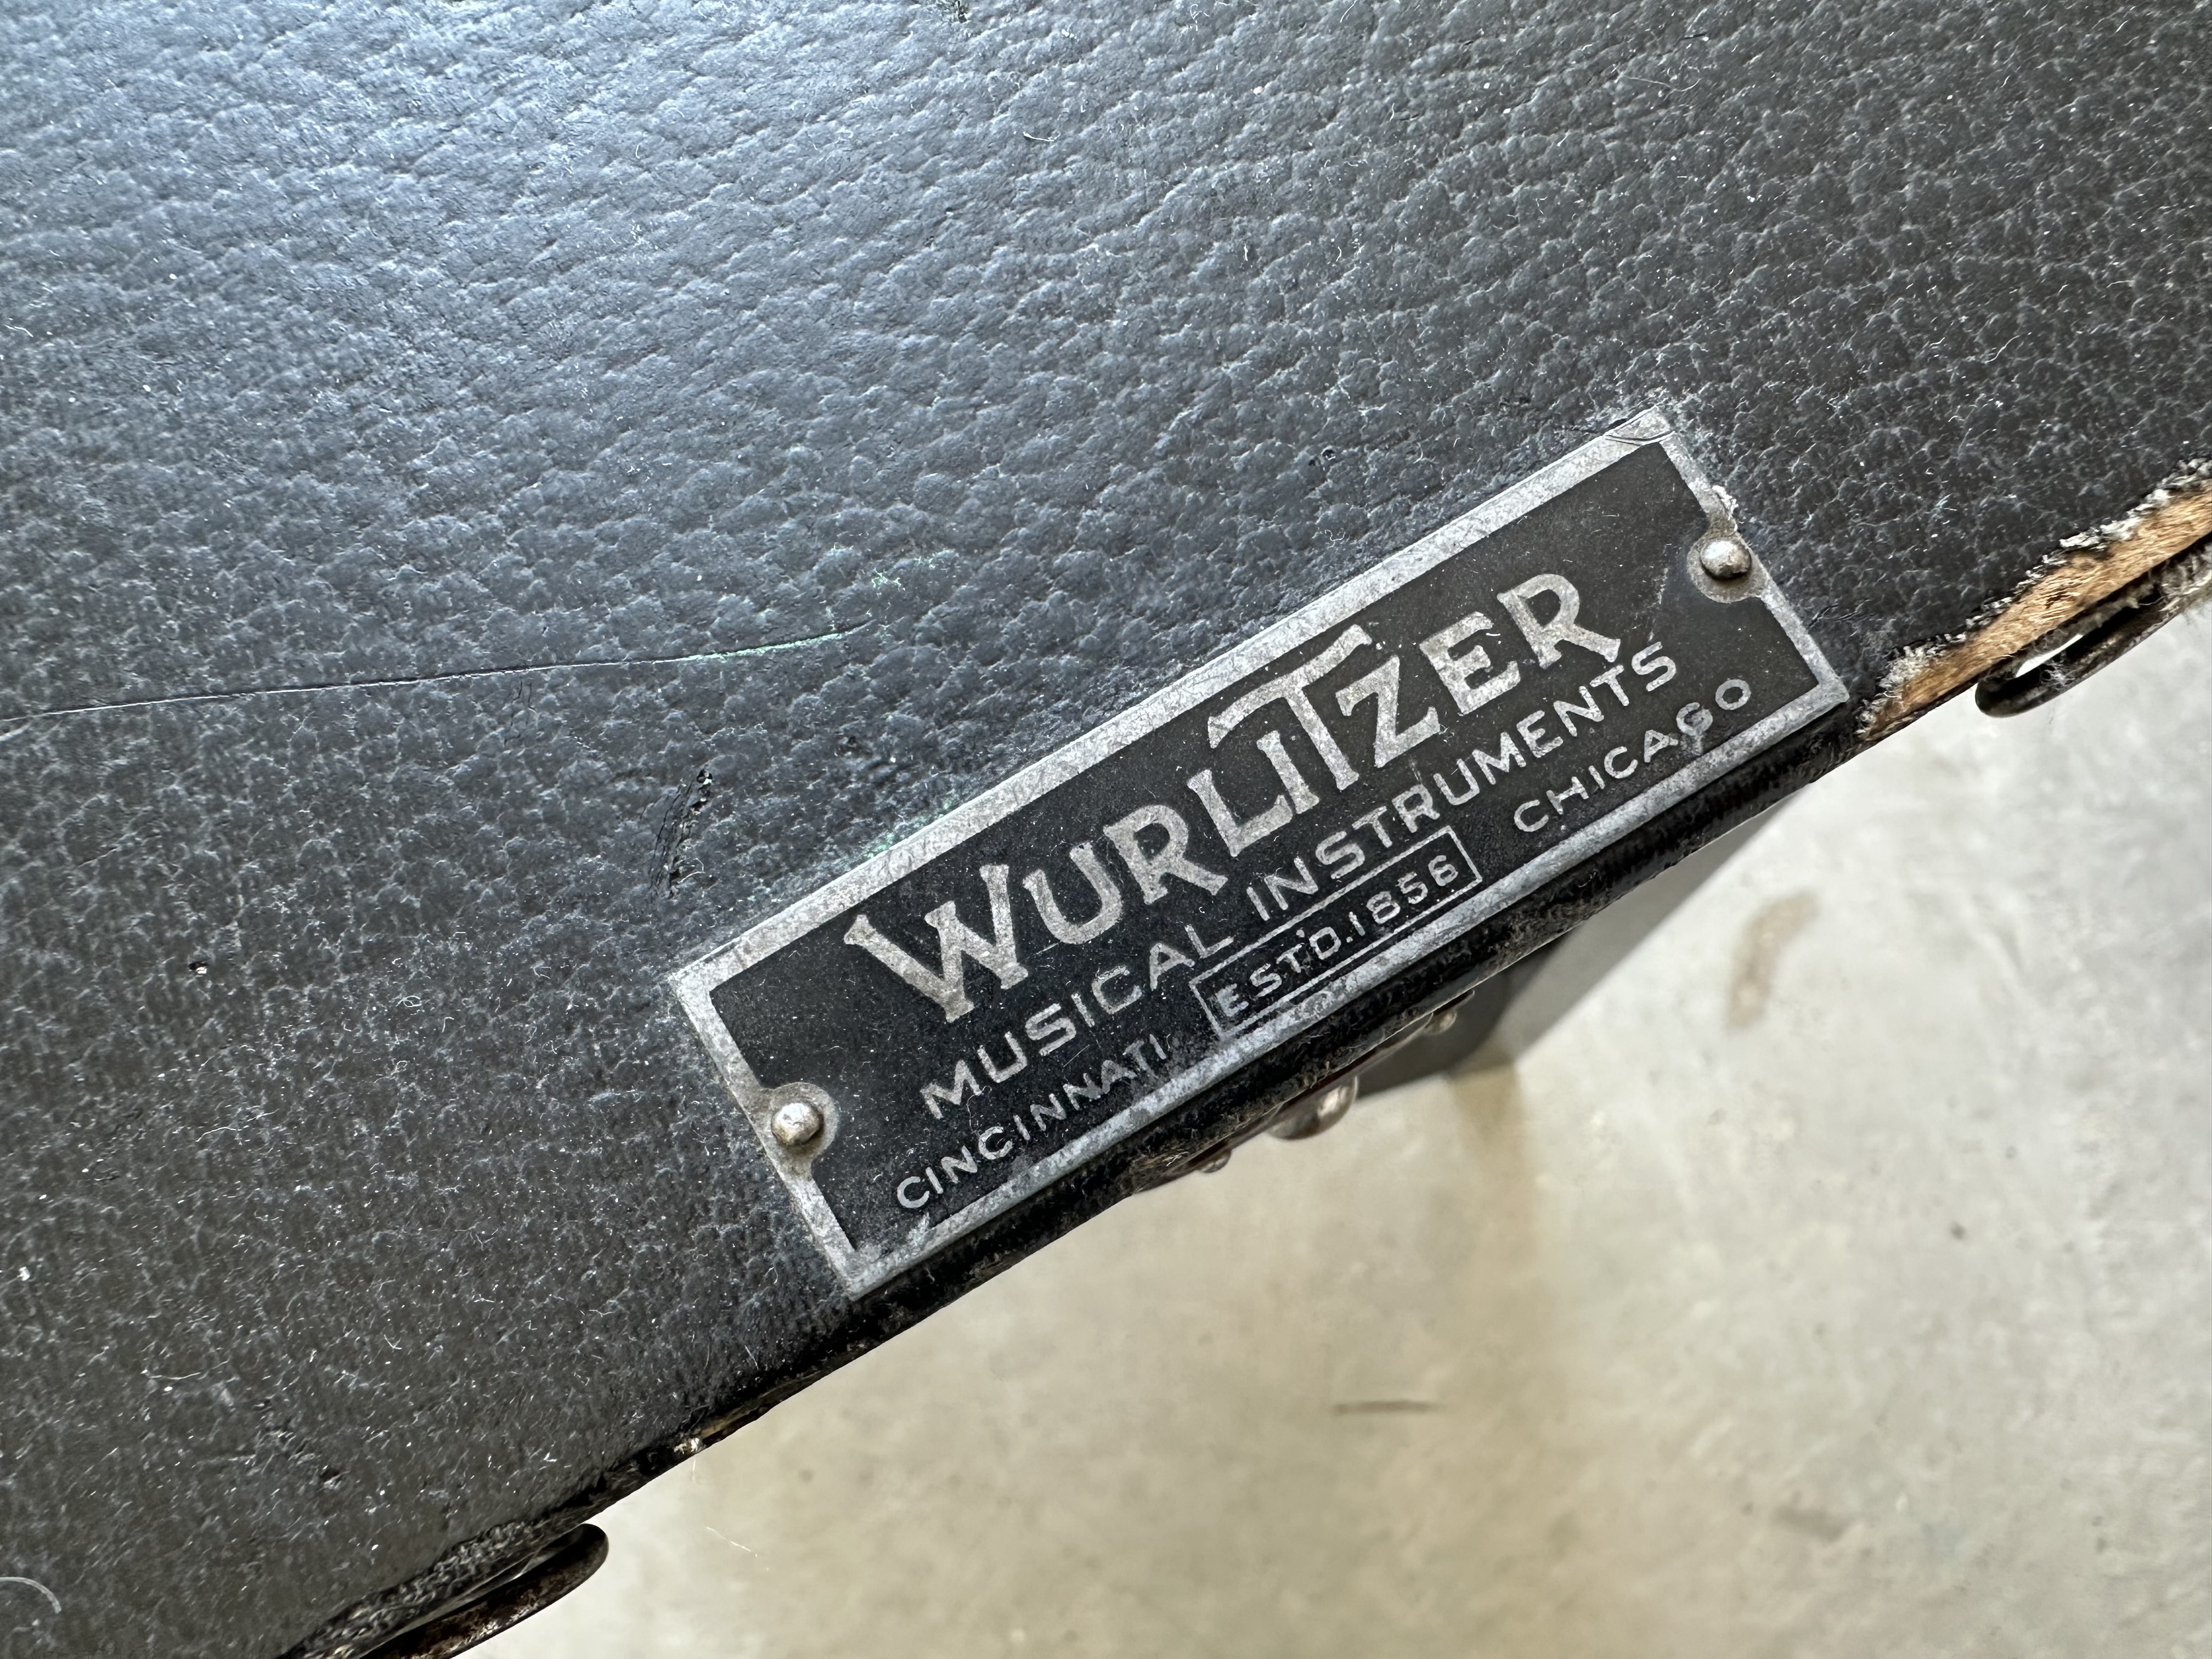 WURLITZER
MUSICAL INSTRUMENTS
CINCINNATI ESTD.1856 CHICAGO